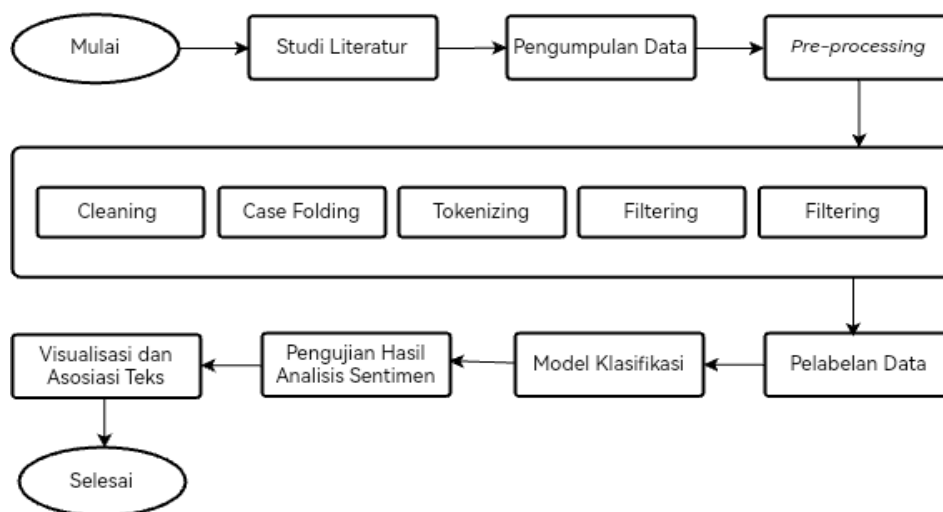 Mulai
Studi Literatur
Pengumpulan Data
Pre-processing
Cleaning
Case Folding
Tokenizing
Filtering
Filtering
Pelabelan Data
Model Klasifikasi
Pengujian Hasil
Analisis Sentimen
Visualisasi dan
Asosiasi Teks
Selesai